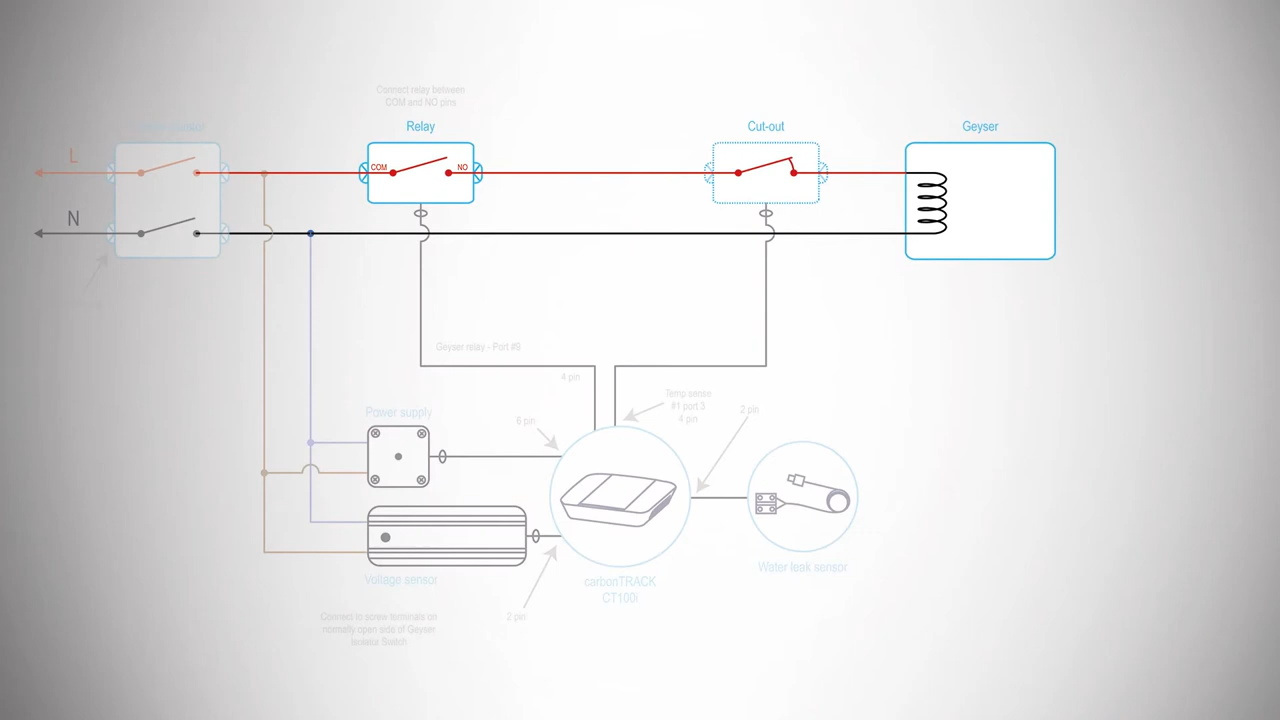 Connect relay between
COM and NO pins
Relay
Cut-out
Geyser
L
COM
NO
N
Geyser relay - Port #6
4 pin
Temp sense
#1 port 3
4 pin
2 pin
6 pin
Power supply
Voltage sensor
carbonTRACK
CT100i
Water leak sensor
2 pin
Connect to screw terminals on
normally open side of Geyser
Isolator Switch